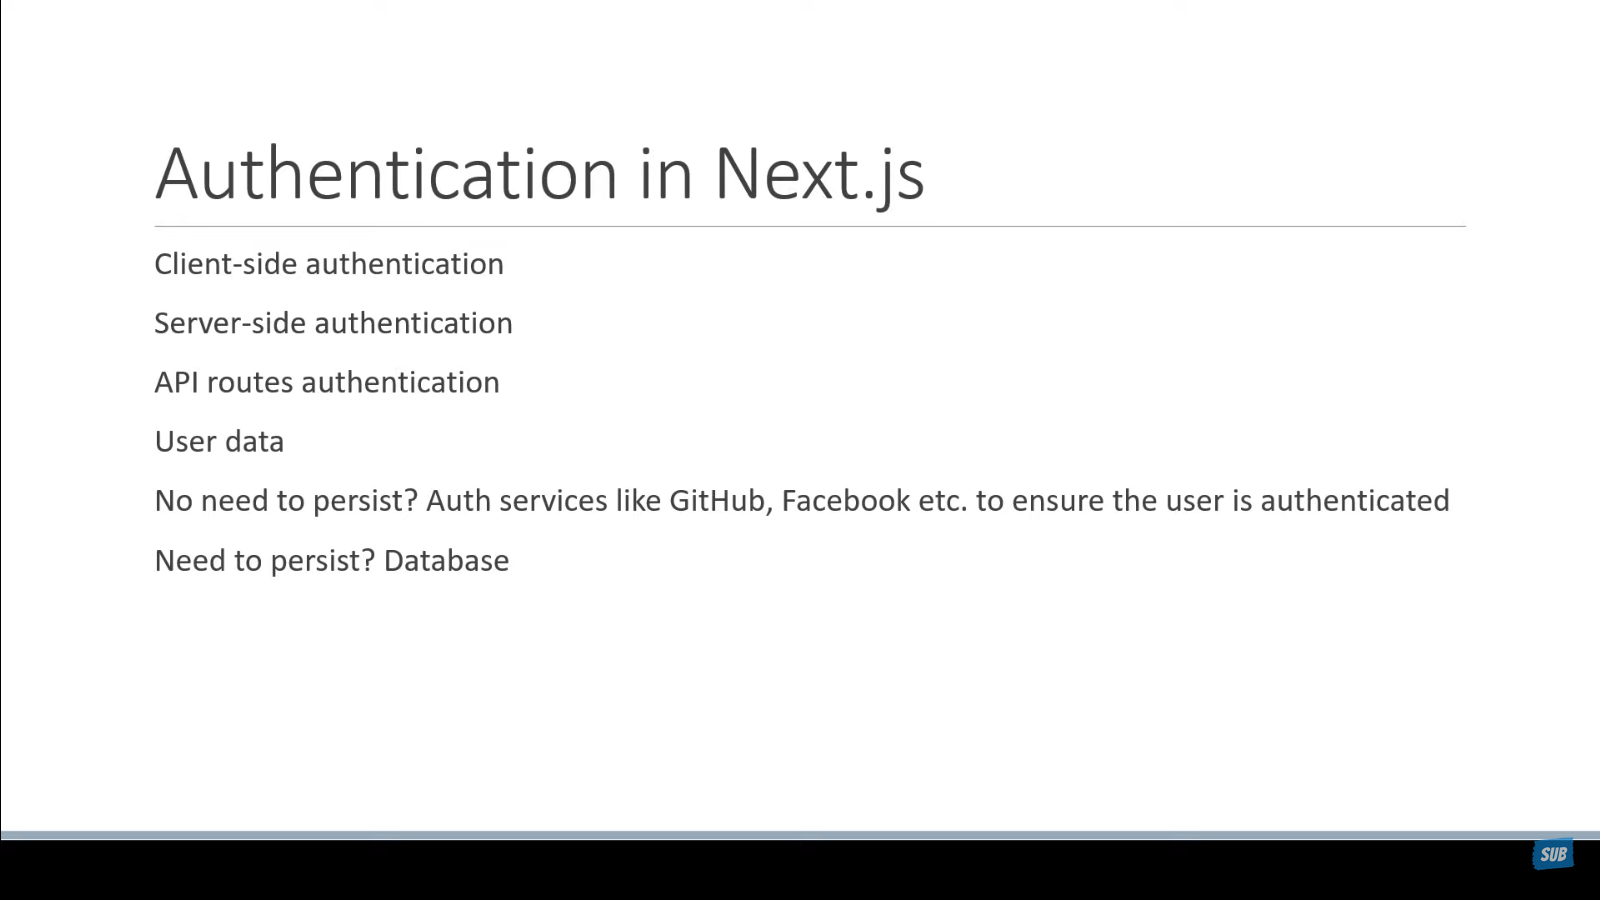 Authentication in Next.js
Client-side authentication
Server-side authentication
API routes authentication
User data
No need to persist? Auth services like GitHub, Facebook etc. to ensure the user is authenticated
Need to persist? Database
SUB